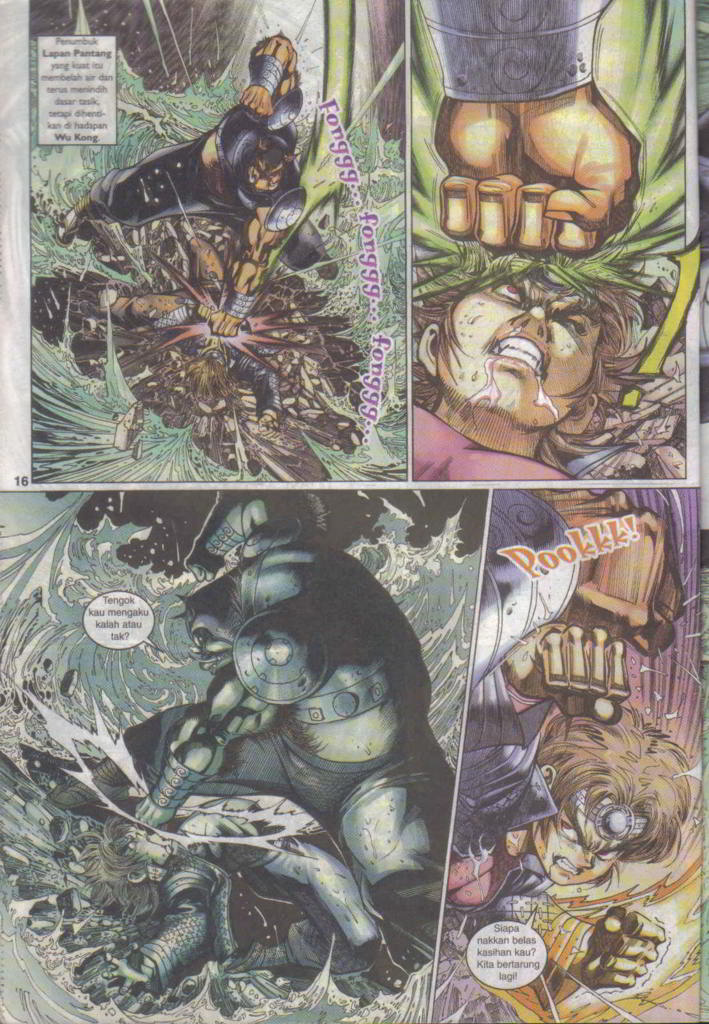 Penumbuk
Lapan Pantang
yang kuat itu
membelah air dan
terus menindih
dasar tasik,
tetapi dihenti-
kan di hadapan
Wu Kong.
Fonggg... fonggg... fonggg...
16
Tengok
kau mengaku
kalah atau
tak?
Pookkk!
Siapa
nakkan belas
kasihan kau?
Kita bertarung
lagi!